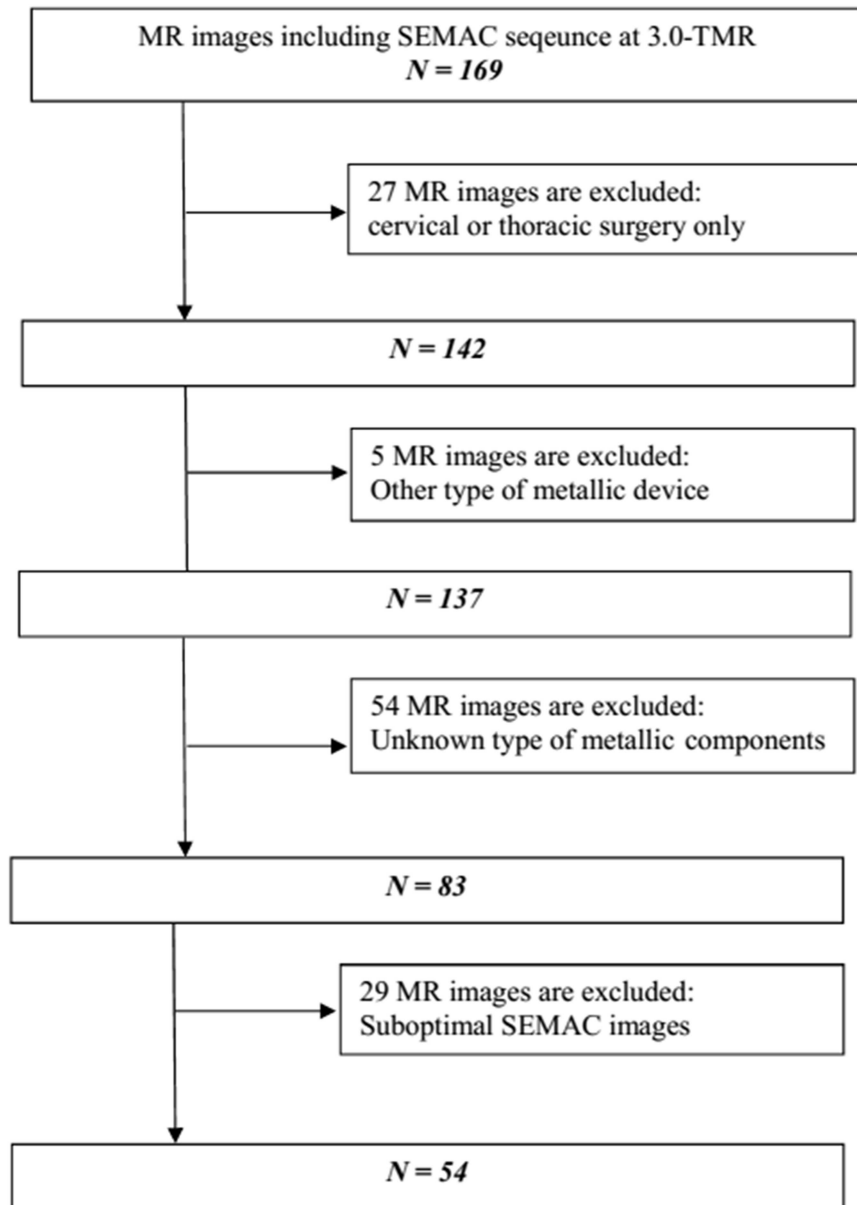 MR images including SEMAC seqeunce at 3.0-TMR
N = 169
27 MR images are excluded:
cervical or thoracic surgery only
N = 142
5 MR images are excluded:
Other type of metallic device
N = 137
54 MR images are excluded:
Unknown type of metallic components
N = 83
29 MR images are excluded:
Suboptimal SEMAC images
N = 54